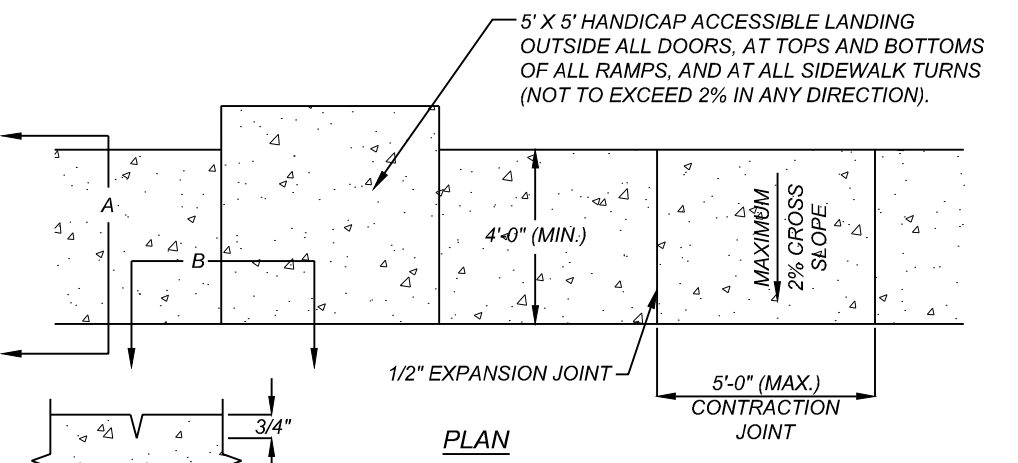 5' X 5' HANDICAP ACCESSIBLE LANDING
OUTSIDE ALL DOORS, AT TOPS AND BOTTOMS
OF ALL RAMPS, AND AT ALL SIDEWALK TURNS
(NOT TO EXCEED 2% IN ANY DIRECTION).
A
B
4'-0" (MIN.)
MAXIMUM
2% CROSS
SLOPE
1/2" EXPANSION JOINT
5'-0" (MAX.)
CONTRACTION
JOINT
3/4"
PLAN